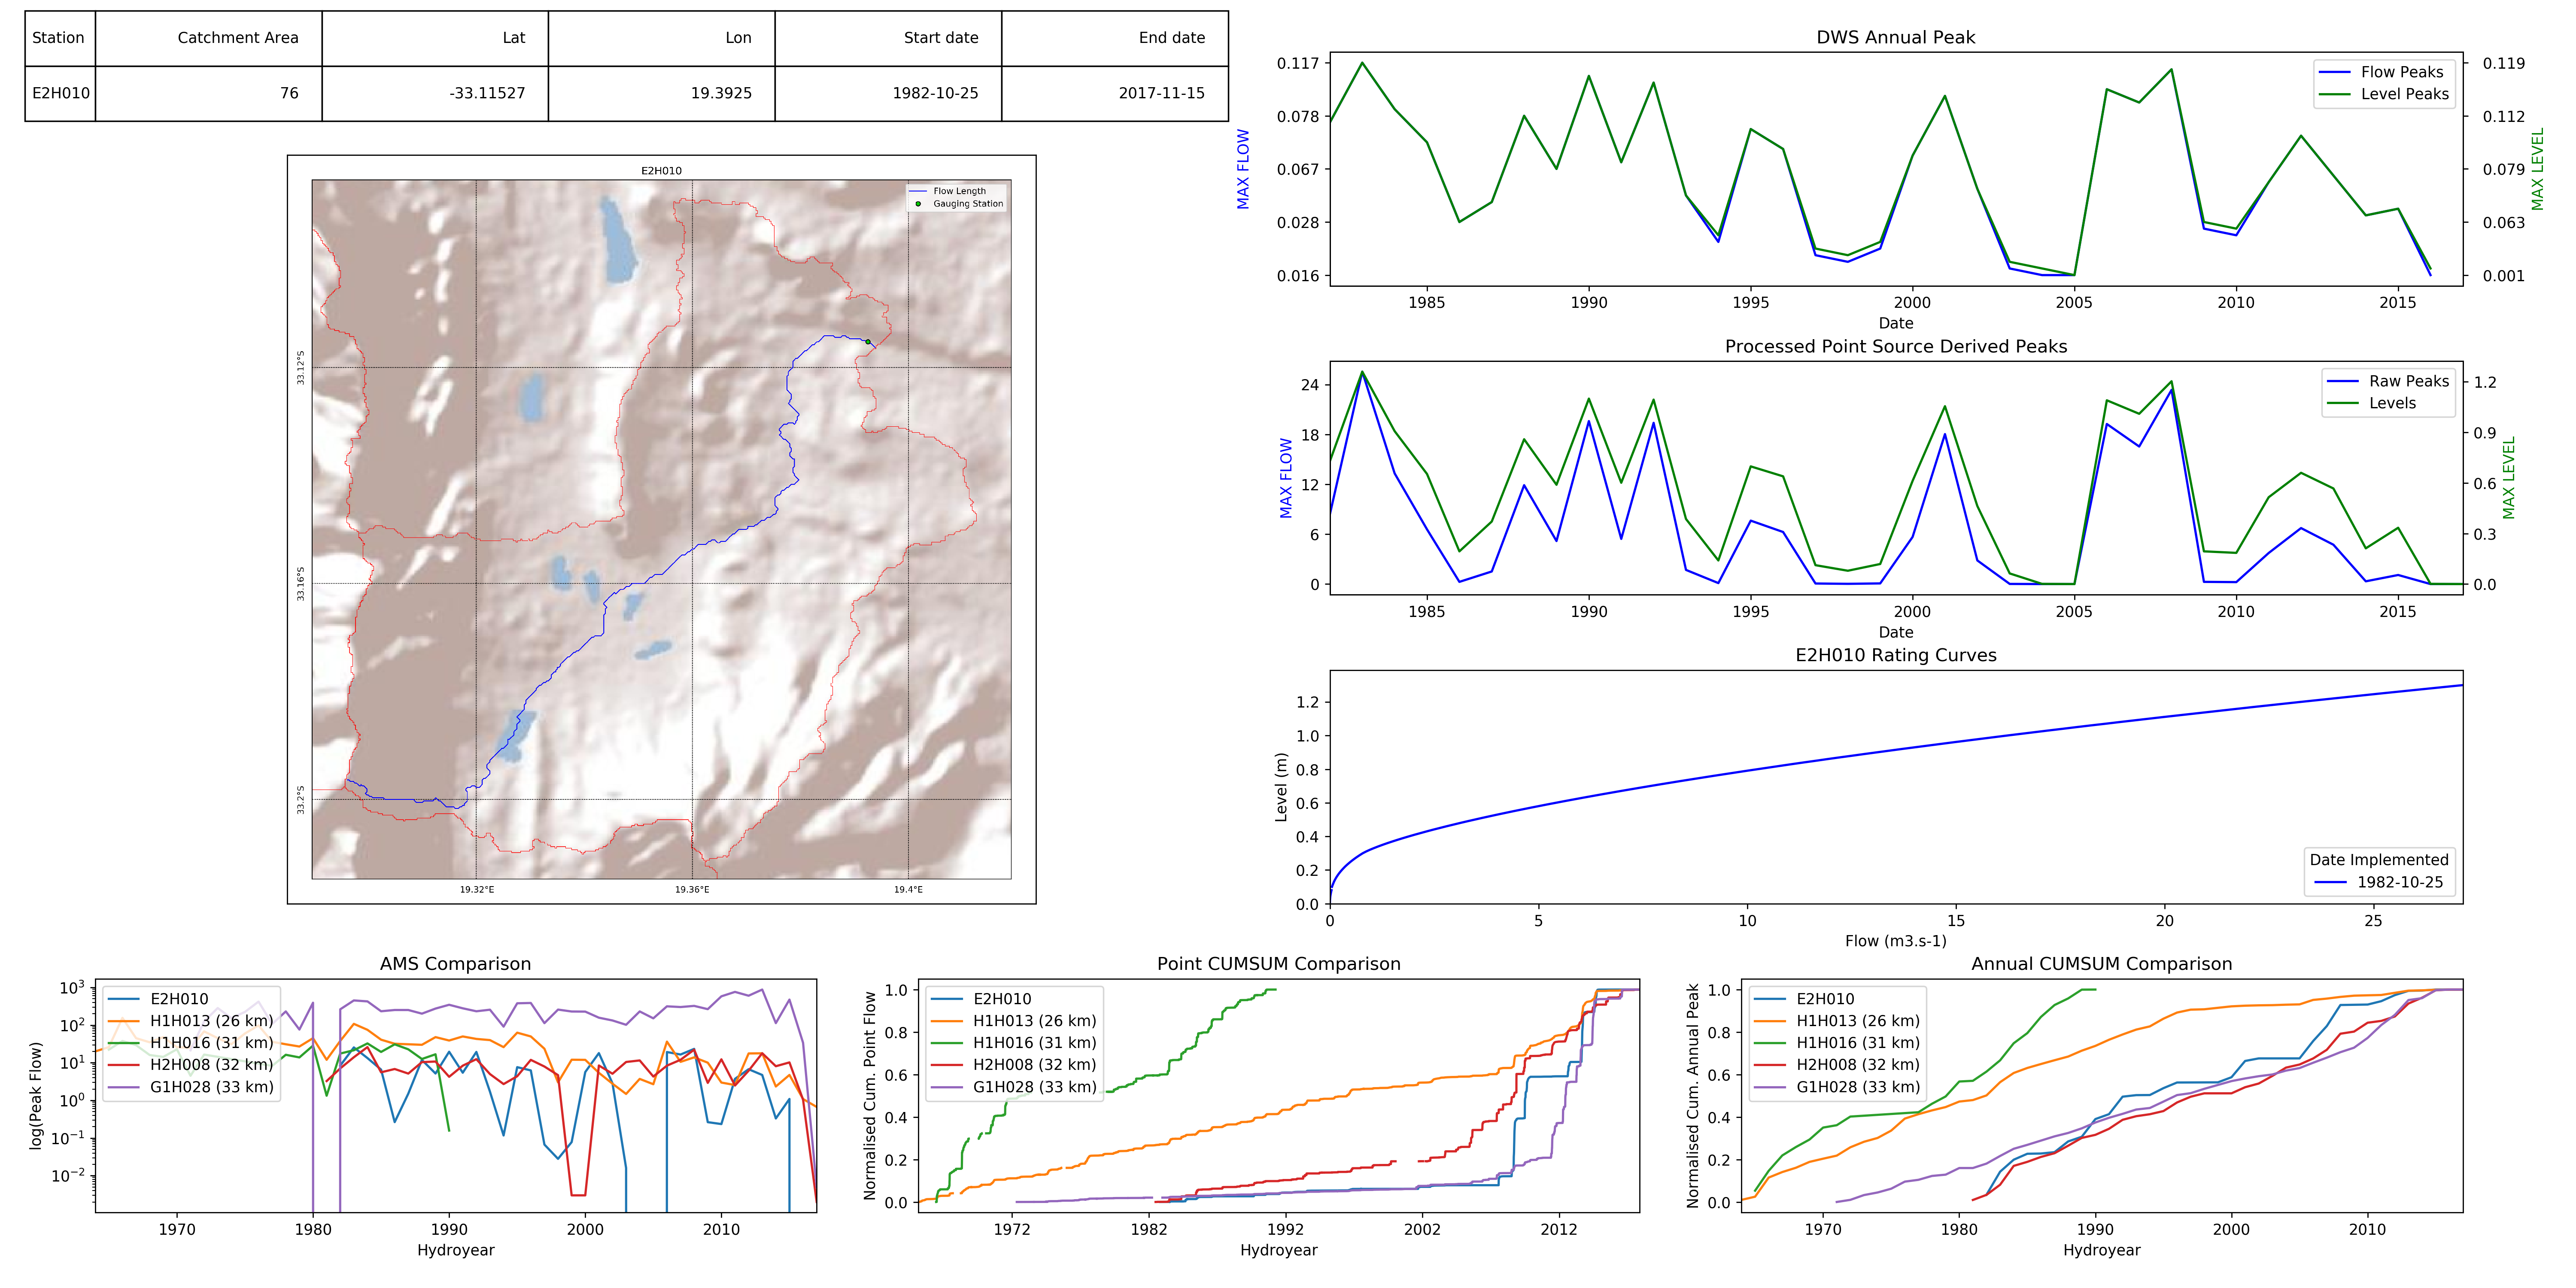 Station Catchment Area Lat Lon Start date End date
E2H010 76 -33.11527 19.3925 1982-10-25 2017-11-15
E2H010
Flow Length
Gauging Station
33.12°S
33.16°S
33.2°S
19.32°E 19.36°E 19.4°E
DWS Annual Peak
MAX FLOW
0.117
0.078
0.067
0.028
0.016
Flow Peaks
Level Peaks
0.119
0.112
0.079
0.063
0.001
MAX LEVEL
1985 1990 1995 2000 2005 2010 2015
Date
Processed Point Source Derived Peaks
MAX FLOW
24
18
12
6
0
Raw Peaks
Levels
1.2
0.9
0.6
0.3
0.0
MAX LEVEL
1985 1990 1995 2000 2005 2010 2015
Date
E2H010 Rating Curves
Level (m)
1.2
1.0
0.8
0.6
0.4
0.2
0.0
Date Implemented
1982-10-25
0 5 10 15 20 25
Flow (m3.s-1)
AMS Comparison
log(Peak Flow)
10³
10²
10¹
10⁰
10⁻¹
10⁻²
E2H010
H1H013 (26 km)
H1H016 (31 km)
H2H008 (32 km)
G1H028 (33 km)
1970 1980 1990 2000 2010
Hydroyear
Point CUMSUM Comparison
Normalised Cum. Point Flow
1.0
0.8
0.6
0.4
0.2
0.0
E2H010
H1H013 (26 km)
H1H016 (31 km)
H2H008 (32 km)
G1H028 (33 km)
1972 1982 1992 2002 2012
Hydroyear
Annual CUMSUM Comparison
Normalised Cum. Annual Peak
1.0
0.8
0.6
0.4
0.2
0.0
E2H010
H1H013 (26 km)
H1H016 (31 km)
H2H008 (32 km)
G1H028 (33 km)
1970 1980 1990 2000 2010
Hydroyear